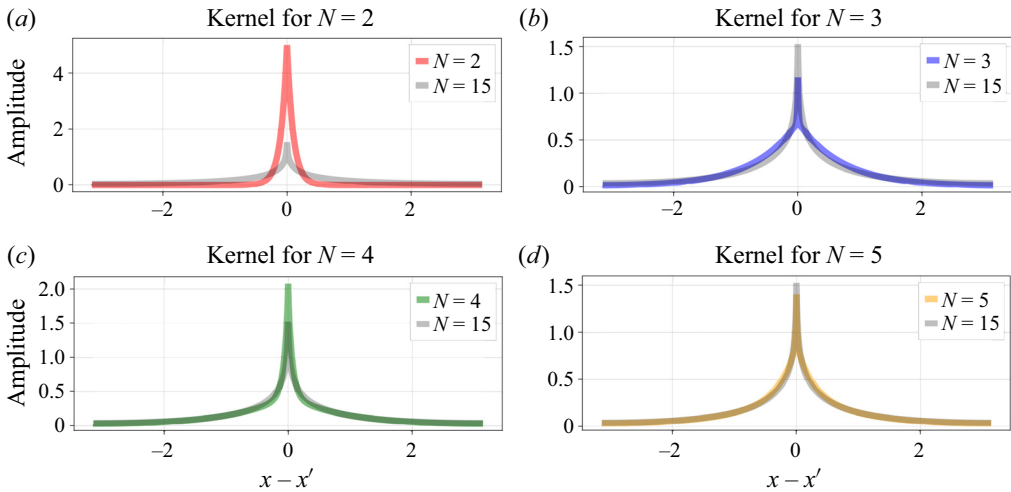 (a) Kernel for N = 2
Amplitude
4
2
0
−2 0 2
N = 2
N = 15
(b) Kernel for N = 3
1.5
1.0
0.5
0
−2 0 2
N = 3
N = 15
(c) Kernel for N = 4
Amplitude
2.0
1.5
1.0
0.5
0
−2 0 2
x – x′
N = 4
N = 15
(d) Kernel for N = 5
1.5
1.0
0.5
0
−2 0 2
x – x′
N = 5
N = 15